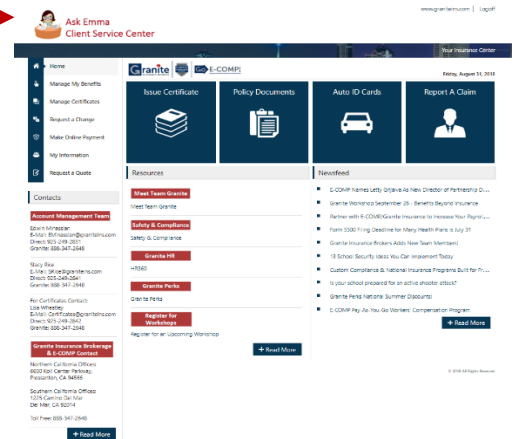 www.graniteins.com | Logoff
Ask Emma
Client Service Center
Your Insurance Center
Home
Manage My Benefits
Manage Certificates
Request a Change
Make Online Payment
My Information
Request a Quote
Granite
E-COMP!
Friday, August 31, 2018
Issue Certificate
Policy Documents
Auto ID Cards
Report A Claim
Contacts
Account Management Team
Edwin Minassian
E-Mail: EMinassian@graniteins.com
Direct: 925-249-2831
Granite: 888-347-2648
Stacy Rice
E-Mail: SRice@graniteins.com
Direct: 925-249-2841
Granite: 888-347-2648
For Certificates Contact:
Lisa Wheatley
E-Mail: Certificates@graniteins.com
Direct: 925-249-2842
Granite: 888-347-2648
Granite Insurance Brokerage
& E-COMP Contact
Northern California Offices:
6600 Koll Center Parkway,
Pleasanton, CA 94566
Southern California Offices:
1225 Camino Del Mar
Del Mar, CA 92014
Toll Free: 888-347-2648
+ Read More
Resources
Meet Team Granite
Meet Team Granite
Safety & Compliance
Safety & Compliance
Granite HR
HR360
Granite Perks
Granite Perks
Register for
Workshops
Register for an Upcoming Workshop
+ Read More
Newsfeed
E-COMP Names Letty Grijalva As New Director of Partnership D...
Granite Workshop September 26 - Benefits Beyond Insurance
Partner with E-COMP/Granite Insurance to Increase Your Payrol...
Form 5500 Filing Deadline for Many Health Plans is July 31
Granite Insurance Brokers Adds New Team Members!
13 School Security Ideas You Can Implement Today
Custom Compliance & National Insurance Programs Built for Fr...
Is your school prepared for an active shooter attack?
Granite Perks National Summer Discounts!
E-COMP Pay-As-You-Go Workers' Compensation Program
+ Read More
© 2018 All Rights Reserved